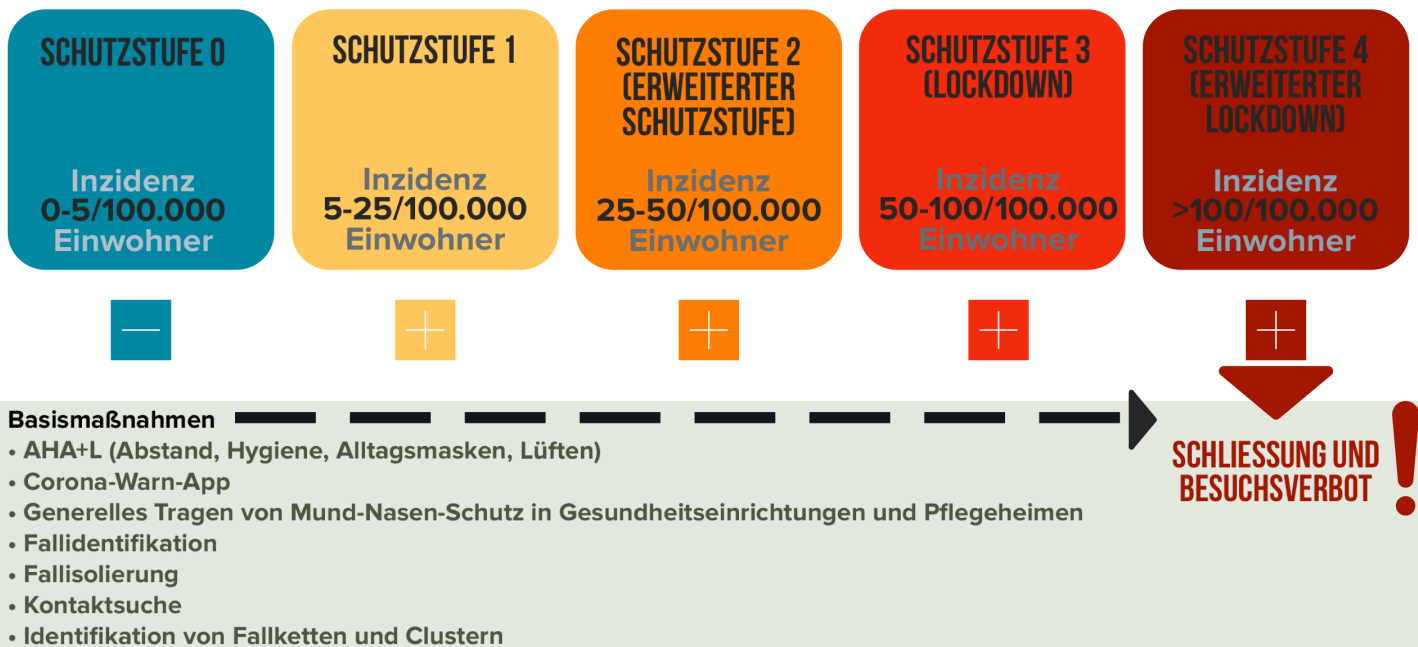 SCHUTZSTUFE 0
Inzidenz
0-5/100.000
Einwohner
SCHUTZSTUFE 1
Inzidenz
5-25/100.000
Einwohner
SCHUTZSTUFE 2
(ERWEITERTER
SCHUTZSTUFE)
Inzidenz
25-50/100.000
Einwohner
SCHUTZSTUFE 3
(LOCKDOWN)
Inzidenz
50-100/100.000
Einwohner
SCHUTZSTUFE 4
(ERWEITERTER
LOCKDOWN)
Inzidenz
>100/100.000
Einwohner
Basismaßnahmen
• AHA+L (Abstand, Hygiene, Alltagsmasken, Lüften)
• Corona-Warn-App
• Generelles Tragen von Mund-Nasen-Schutz in Gesundheitseinrichtungen und Pflegeheimen
• Fallidentifikation
• Fallisolierung
• Kontaktsuche
• Identifikation von Fallketten und Clustern
SCHLIESSUNG UND
BESUCHSVERBOT
!